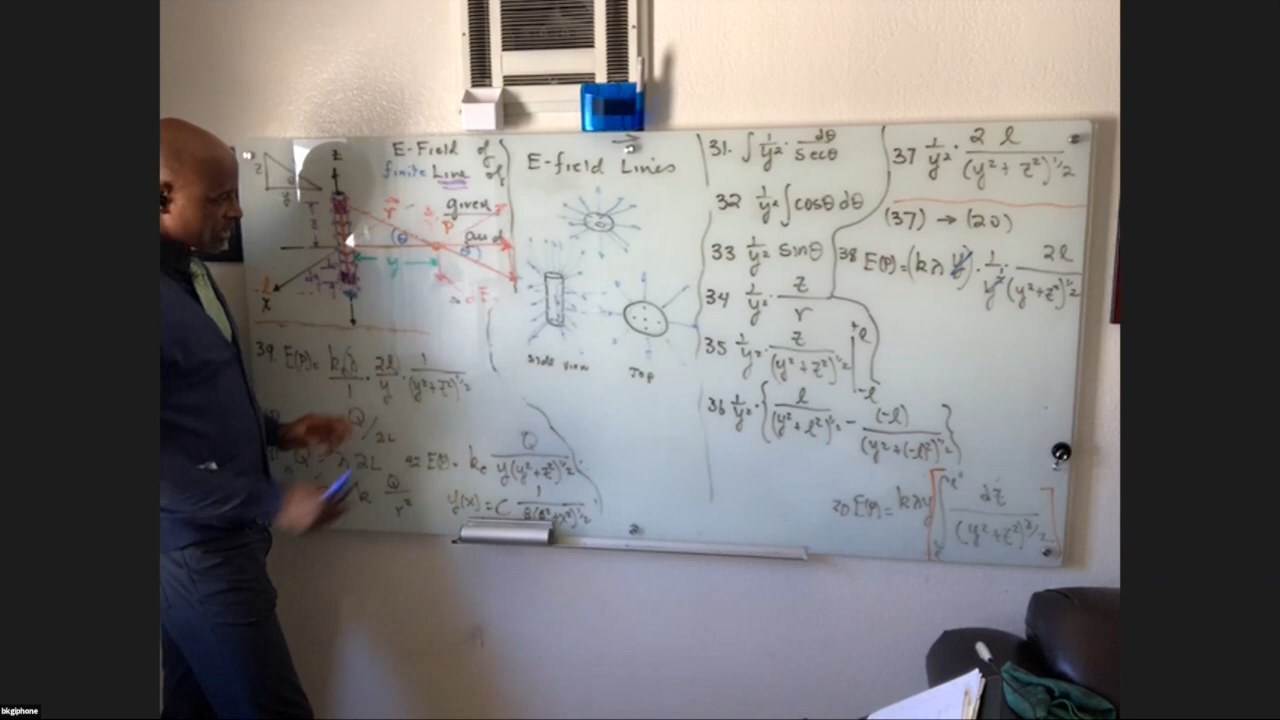 E-Field of
finite Line of
given
and
z
r
P
θ
y
x
E-field Lines
Side view
Top
31. ∫ 1/y² · dθ/secθ
32 1/y² ∫ cosθ dθ
33 1/y² sinθ
34 1/y² · z/r
35 1/y² · z/(y²+z²)^1/2 |
36 1/y² · { l/(y²+l²)^1/2 − (-l)/(y²+(-l)²)^1/2 }
37 1/y² · 2l/(y²+z²)^1/2
(37) → (20)
38 E(P)=(kλy) · 1/y² · 2l/(y²+z²)^1/2
39. E(P)= · 2l/y · 1/(y²+z²)^1/2
Q/2L
Q = λ 2L
42 E(P)= k Q/y(y²+z²)^1/2
k Q/r²
y(x) = C
20 E(P)= kλy ∫ dz/(y²+z²)^3/2
bkgiphone